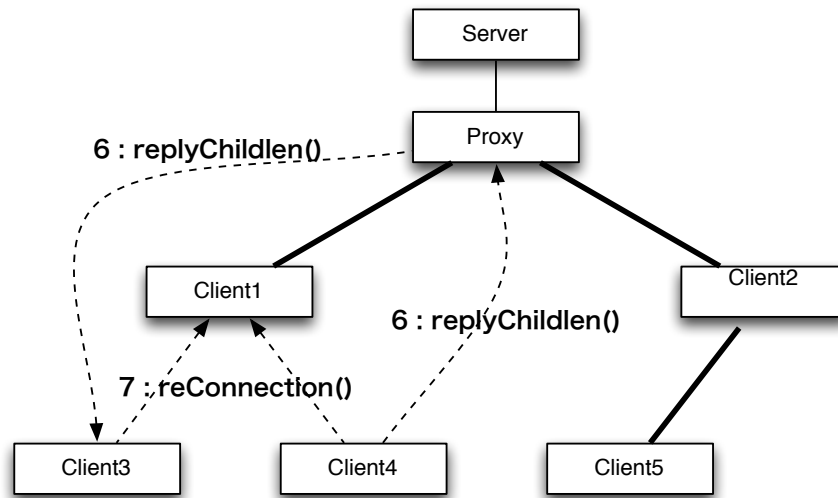 Server
Proxy
6 : replyChildlen()
Client1
Client2
6 : replyChildlen()
7 : reConnection()
Client3
Client4
Client5